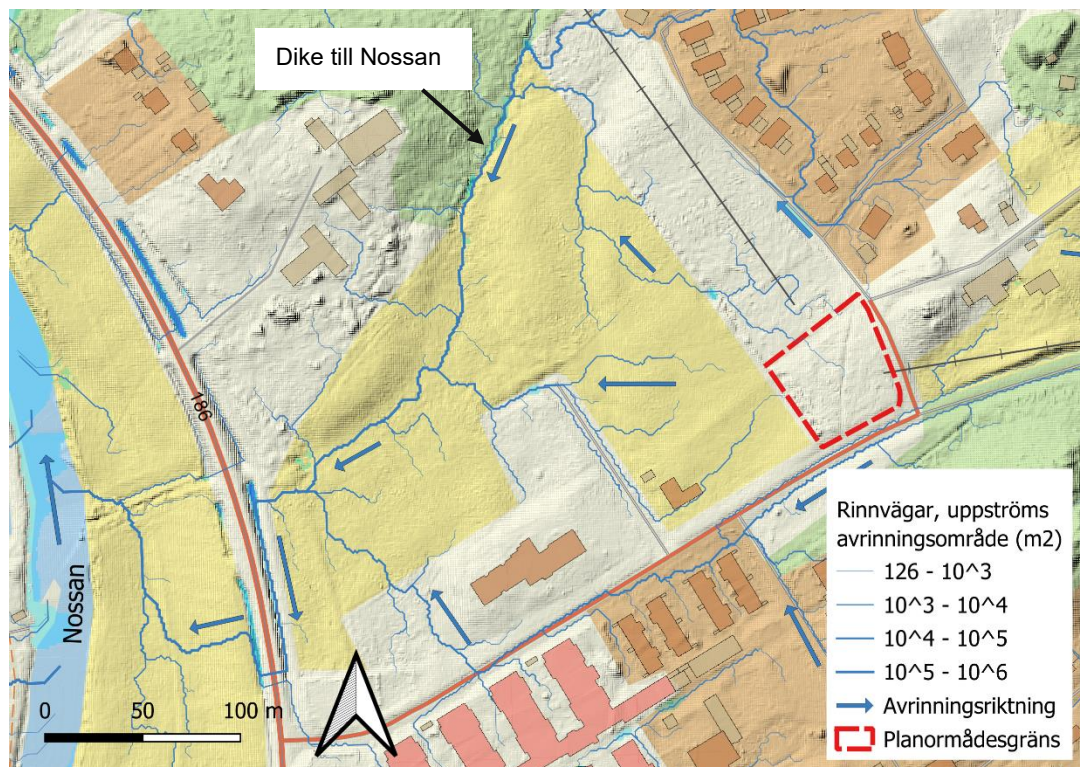 Dike till Nossan
186
Nossan
0 50 100 m
Rinnvägar, uppströms
avrinningsområde (m2)
126 - 10^3
10^3 - 10^4
10^4 - 10^5
10^5 - 10^6
Avrinningsriktning
Planormådesgräns